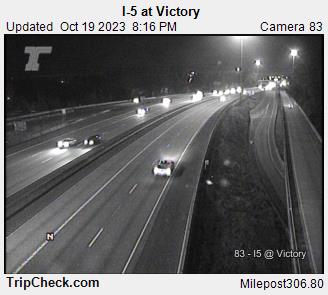 I-5 at Victory
Updated  Oct 19 2023  8:16 PM
Camera 83
T
N
83 - I5 @ Victory
TripCheck.com
Milepost306.80